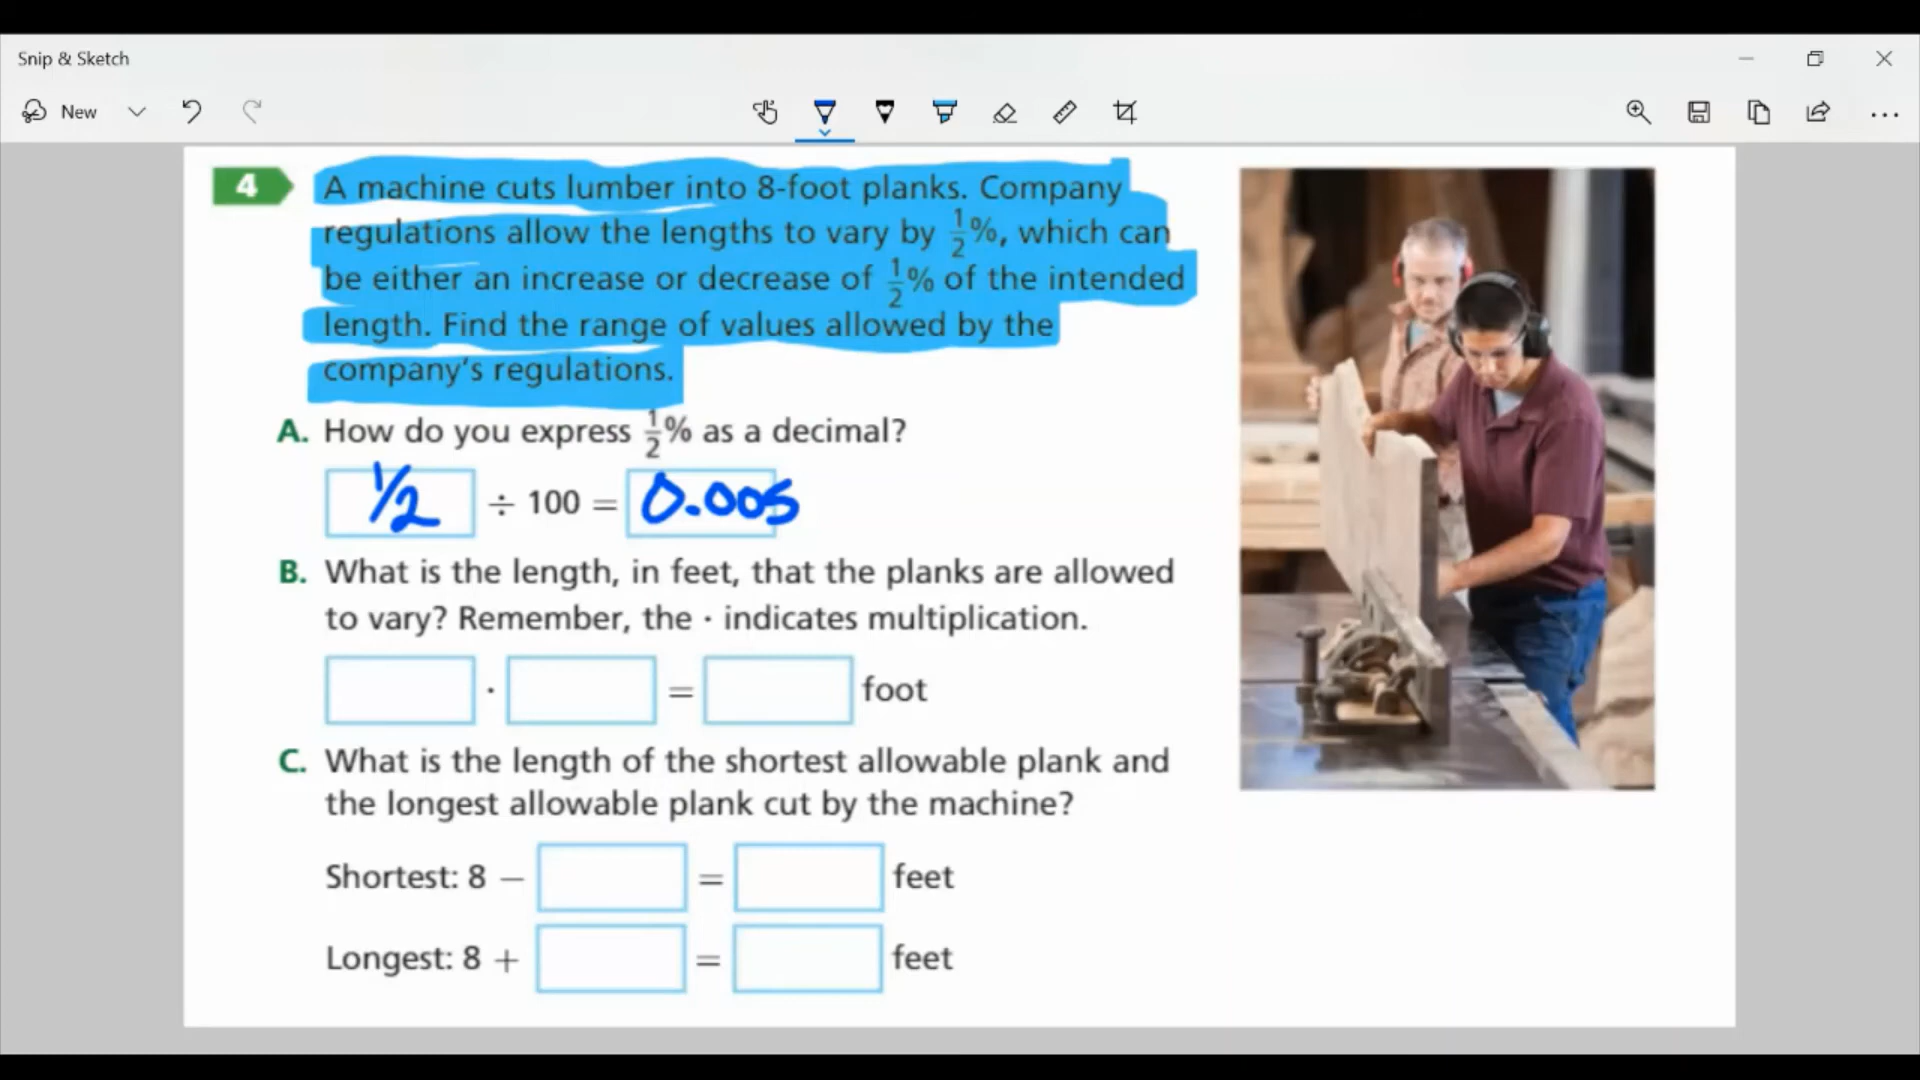 Snip & Sketch
New
4 A machine cuts lumber into 8-foot planks. Company
regulations allow the lengths to vary by 1/2%, which can
be either an increase or decrease of 1/2% of the intended
length. Find the range of values allowed by the
company's regulations.
A. How do you express 1/2% as a decimal?
1/2 ÷ 100 = 0.005
B. What is the length, in feet, that the planks are allowed
to vary? Remember, the · indicates multiplication.
· = foot
C. What is the length of the shortest allowable plank and
the longest allowable plank cut by the machine?
Shortest: 8 − = feet
Longest: 8 + = feet